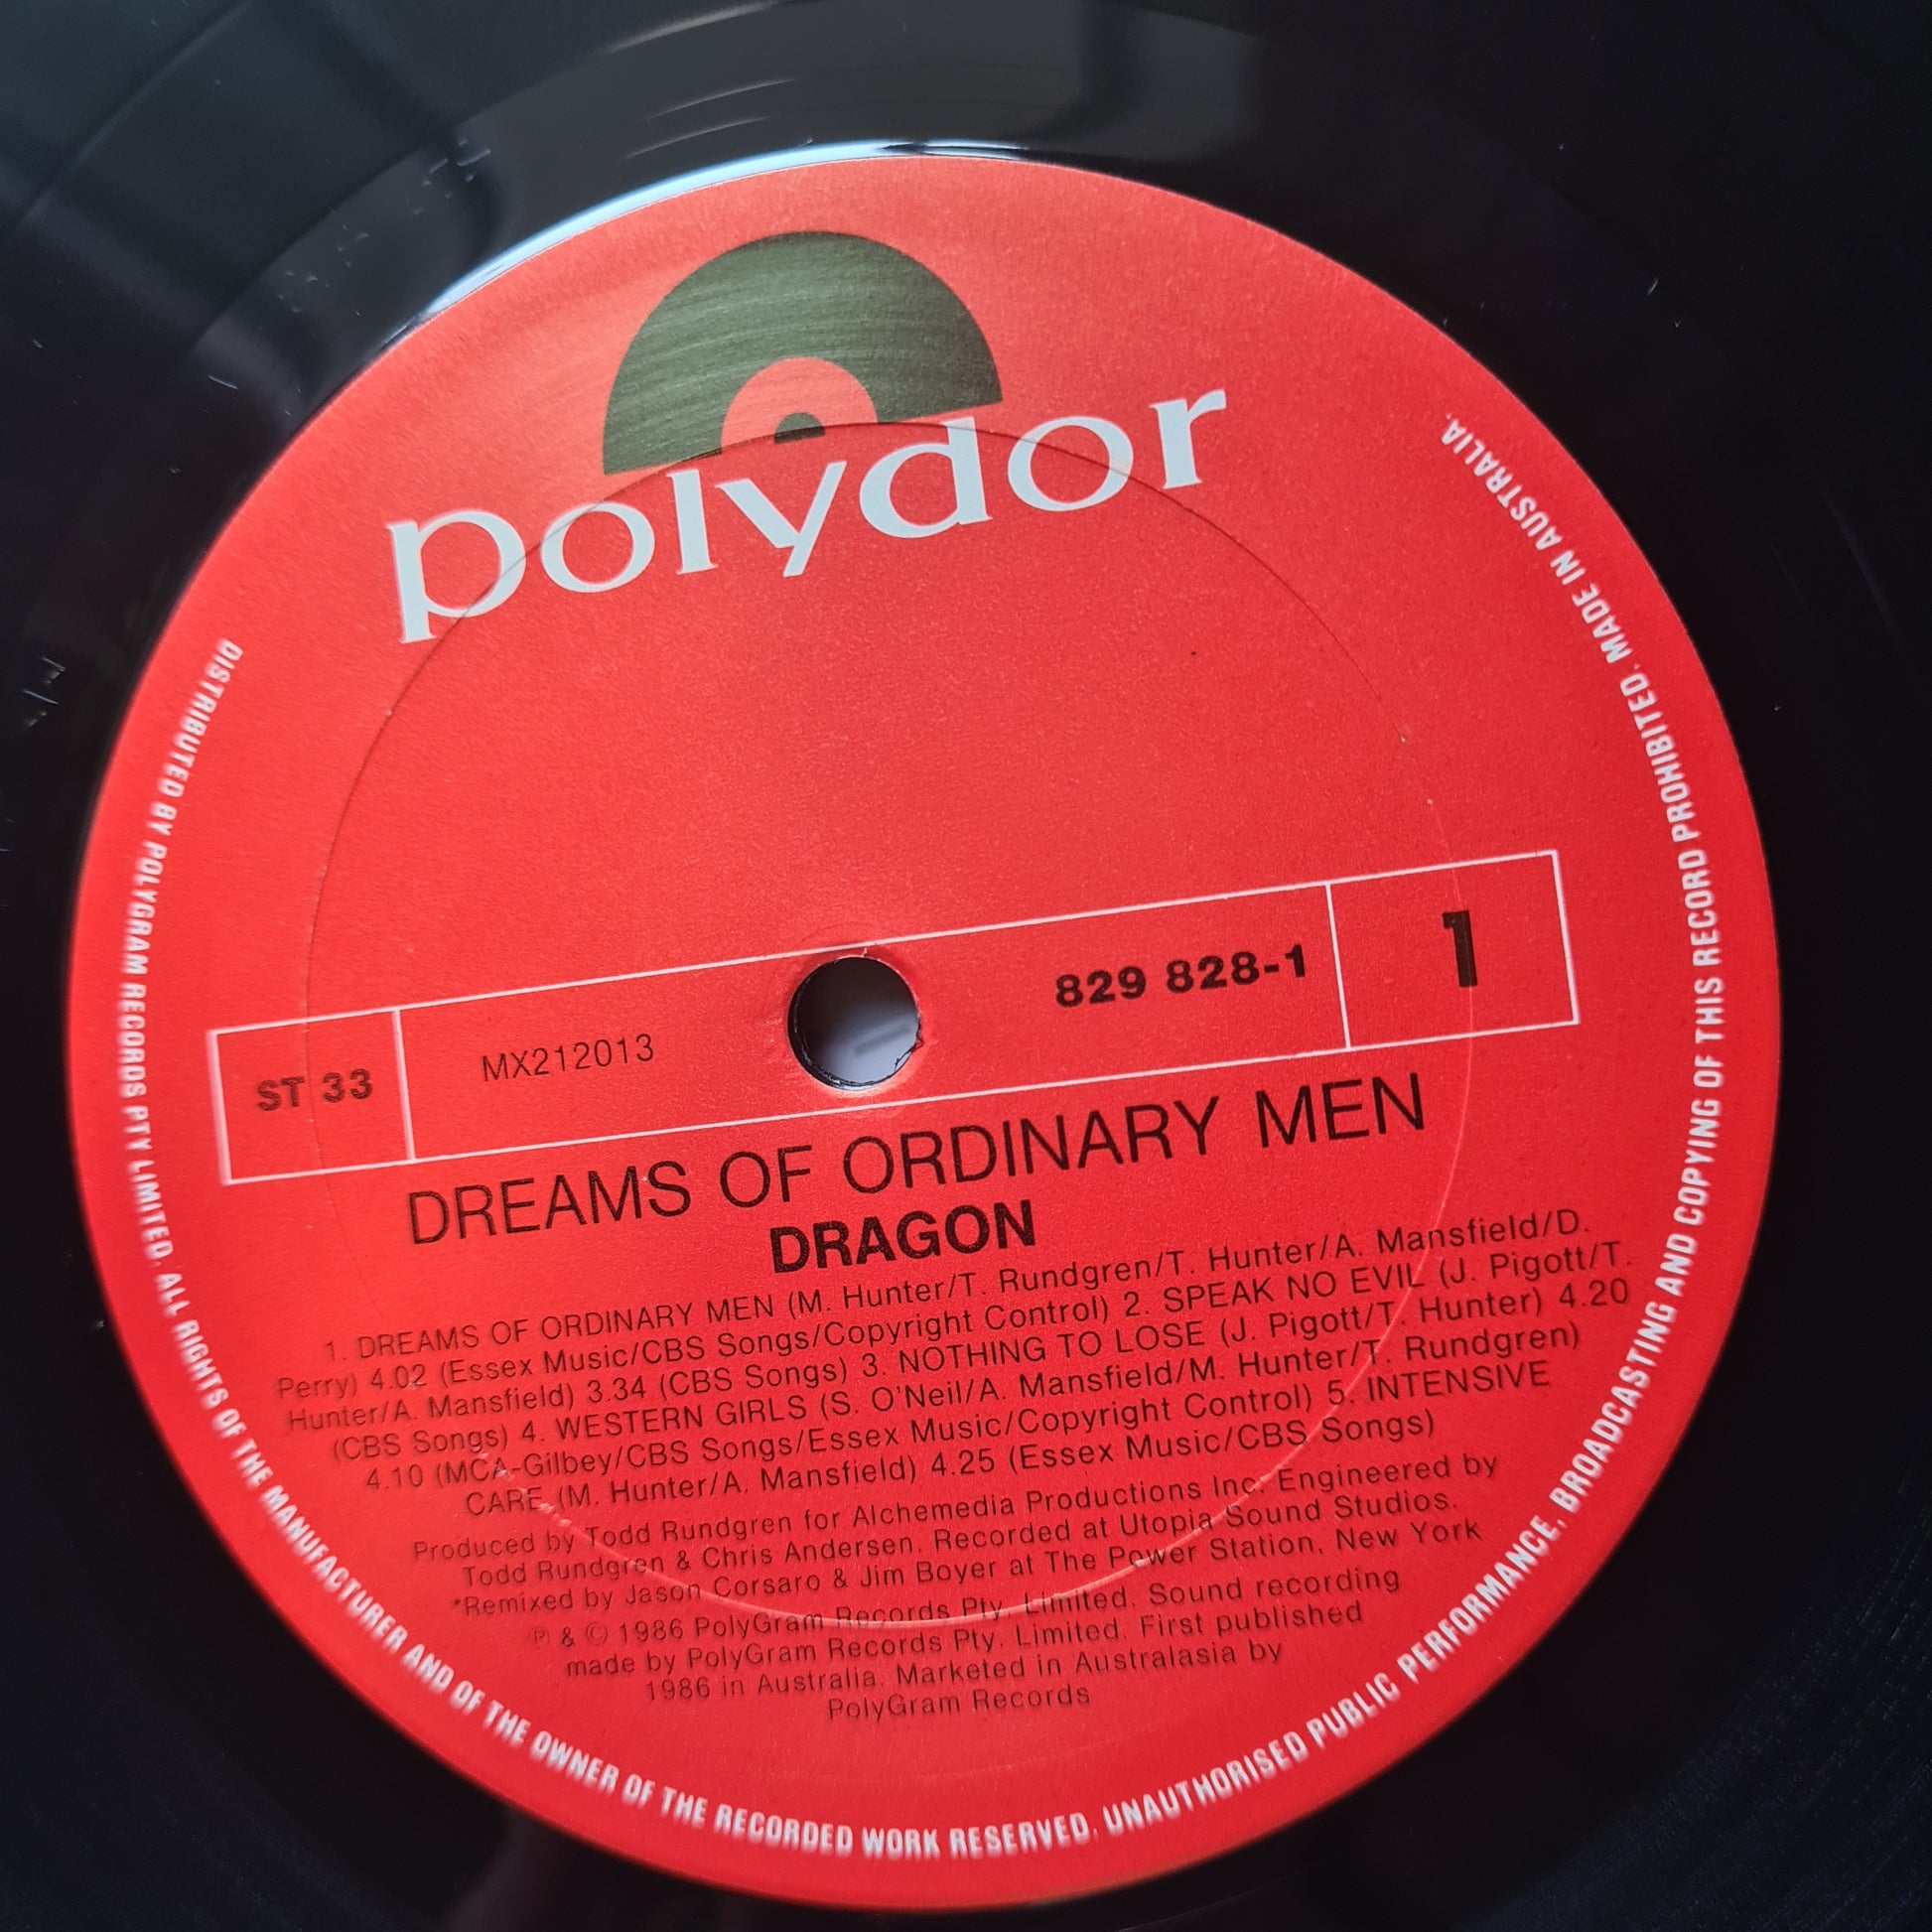 polydor
ST 33
MX212013
829 828-1
1
DREAMS OF ORDINARY MEN
DRAGON
1. DREAMS OF ORDINARY MEN (M. Hunter/T. Rundgren/T. Hunter/A. Mansfield/D.
Perry) 4.02 (Essex Music/CBS Songs/Copyright Control) 2. SPEAK NO EVIL (J. Pigott/T.
Hunter/A. Mansfield) 3.34 (CBS Songs) 3. NOTHING TO LOSE (J. Pigott/T. Hunter) 4.20
(CBS Songs) 4. WESTERN GIRLS (S. O'Neil/A. Mansfield/M. Hunter/T. Rundgren)
4.10 (MCA-Gilbey/CBS Songs/Essex Music/Copyright Control) 5. INTENSIVE
CARE (M. Hunter/A. Mansfield) 4.25 (Essex Music/CBS Songs)
Produced by Todd Rundgren for Alchemedia Productions Inc. Engineered by
Todd Rundgren & Chris Andersen. Recorded at Utopia Sound Studios.
*Remixed by Jason Corsaro & Jim Boyer at The Power Station, New York
℗ & © 1986 PolyGram Records Pty. Limited. Sound recording
made by PolyGram Records Pty. Limited. First published
1986 in Australia. Marketed in Australasia by
PolyGram Records
DISTRIBUTED BY POLYGRAM RECORDS PTY LIMITED. ALL RIGHTS OF THE MANUFACTURER AND OF THE OWNER OF THE RECORDED WORK RESERVED. UNAUTHORISED PUBLIC PERFORMANCE, BROADCASTING AND COPYING OF THIS RECORD PROHIBITED. MADE IN AUSTRALIA.